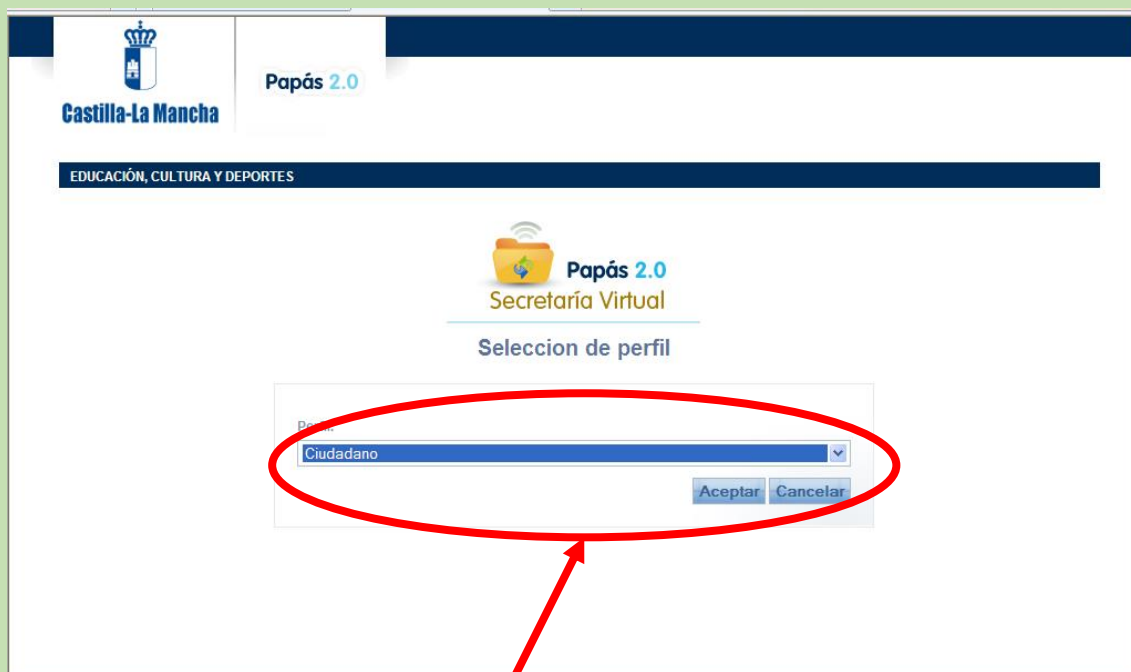 Castilla-La Mancha
Papás 2.0
EDUCACIÓN, CULTURA Y DEPORTES
Papás 2.0
Secretaría Virtual
Seleccion de perfil
Ciudadano
Aceptar Cancelar